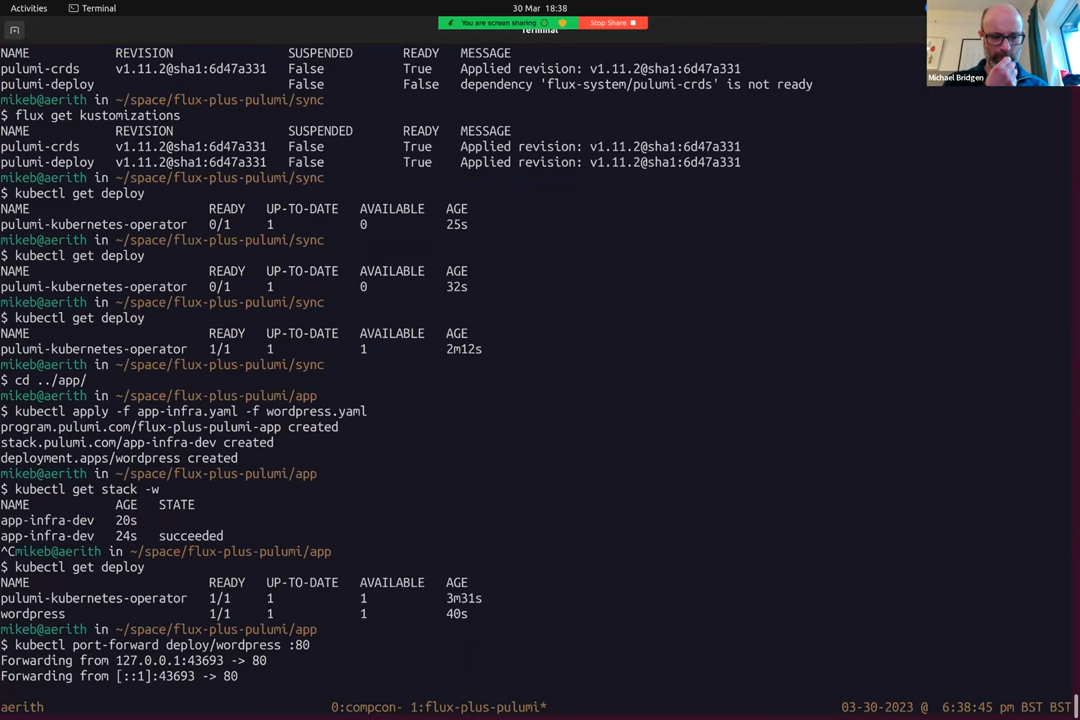 Activities Terminal 30 Mar 18:38
You are screen sharing Stop Share
Terminal
Michael Bridgen
NAME REVISION SUSPENDED READY MESSAGE
pulumi-crds v1.11.2@sha1:6d47a331 False True Applied revision: v1.11.2@sha1:6d47a331
pulumi-deploy False False dependency 'flux-system/pulumi-crds' is not ready
mikeb@aerith in ~/space/flux-plus-pulumi/sync
$ flux get kustomizations
NAME REVISION SUSPENDED READY MESSAGE
pulumi-crds v1.11.2@sha1:6d47a331 False True Applied revision: v1.11.2@sha1:6d47a331
pulumi-deploy v1.11.2@sha1:6d47a331 False True Applied revision: v1.11.2@sha1:6d47a331
mikeb@aerith in ~/space/flux-plus-pulumi/sync
$ kubectl get deploy
NAME READY UP-TO-DATE AVAILABLE AGE
pulumi-kubernetes-operator 0/1 1 0 25s
mikeb@aerith in ~/space/flux-plus-pulumi/sync
$ kubectl get deploy
NAME READY UP-TO-DATE AVAILABLE AGE
pulumi-kubernetes-operator 0/1 1 0 32s
mikeb@aerith in ~/space/flux-plus-pulumi/sync
$ kubectl get deploy
NAME READY UP-TO-DATE AVAILABLE AGE
pulumi-kubernetes-operator 1/1 1 1 2m12s
mikeb@aerith in ~/space/flux-plus-pulumi/sync
$ cd ../app/
mikeb@aerith in ~/space/flux-plus-pulumi/app
$ kubectl apply -f app-infra.yaml -f wordpress.yaml
program.pulumi.com/flux-plus-pulumi-app created
stack.pulumi.com/app-infra-dev created
deployment.apps/wordpress created
mikeb@aerith in ~/space/flux-plus-pulumi/app
$ kubectl get stack -w
NAME AGE STATE
app-infra-dev 20s
app-infra-dev 24s succeeded
^Cmikeb@aerith in ~/space/flux-plus-pulumi/app
$ kubectl get deploy
NAME READY UP-TO-DATE AVAILABLE AGE
pulumi-kubernetes-operator 1/1 1 1 3m31s
wordpress 1/1 1 1 40s
mikeb@aerith in ~/space/flux-plus-pulumi/app
$ kubectl port-forward deploy/wordpress :80
Forwarding from 127.0.0.1:43693 -> 80
Forwarding from [::1]:43693 -> 80
aerith 0:compcon- 1:flux-plus-pulumi* 03-30-2023 @ 6:38:45 pm BST BST